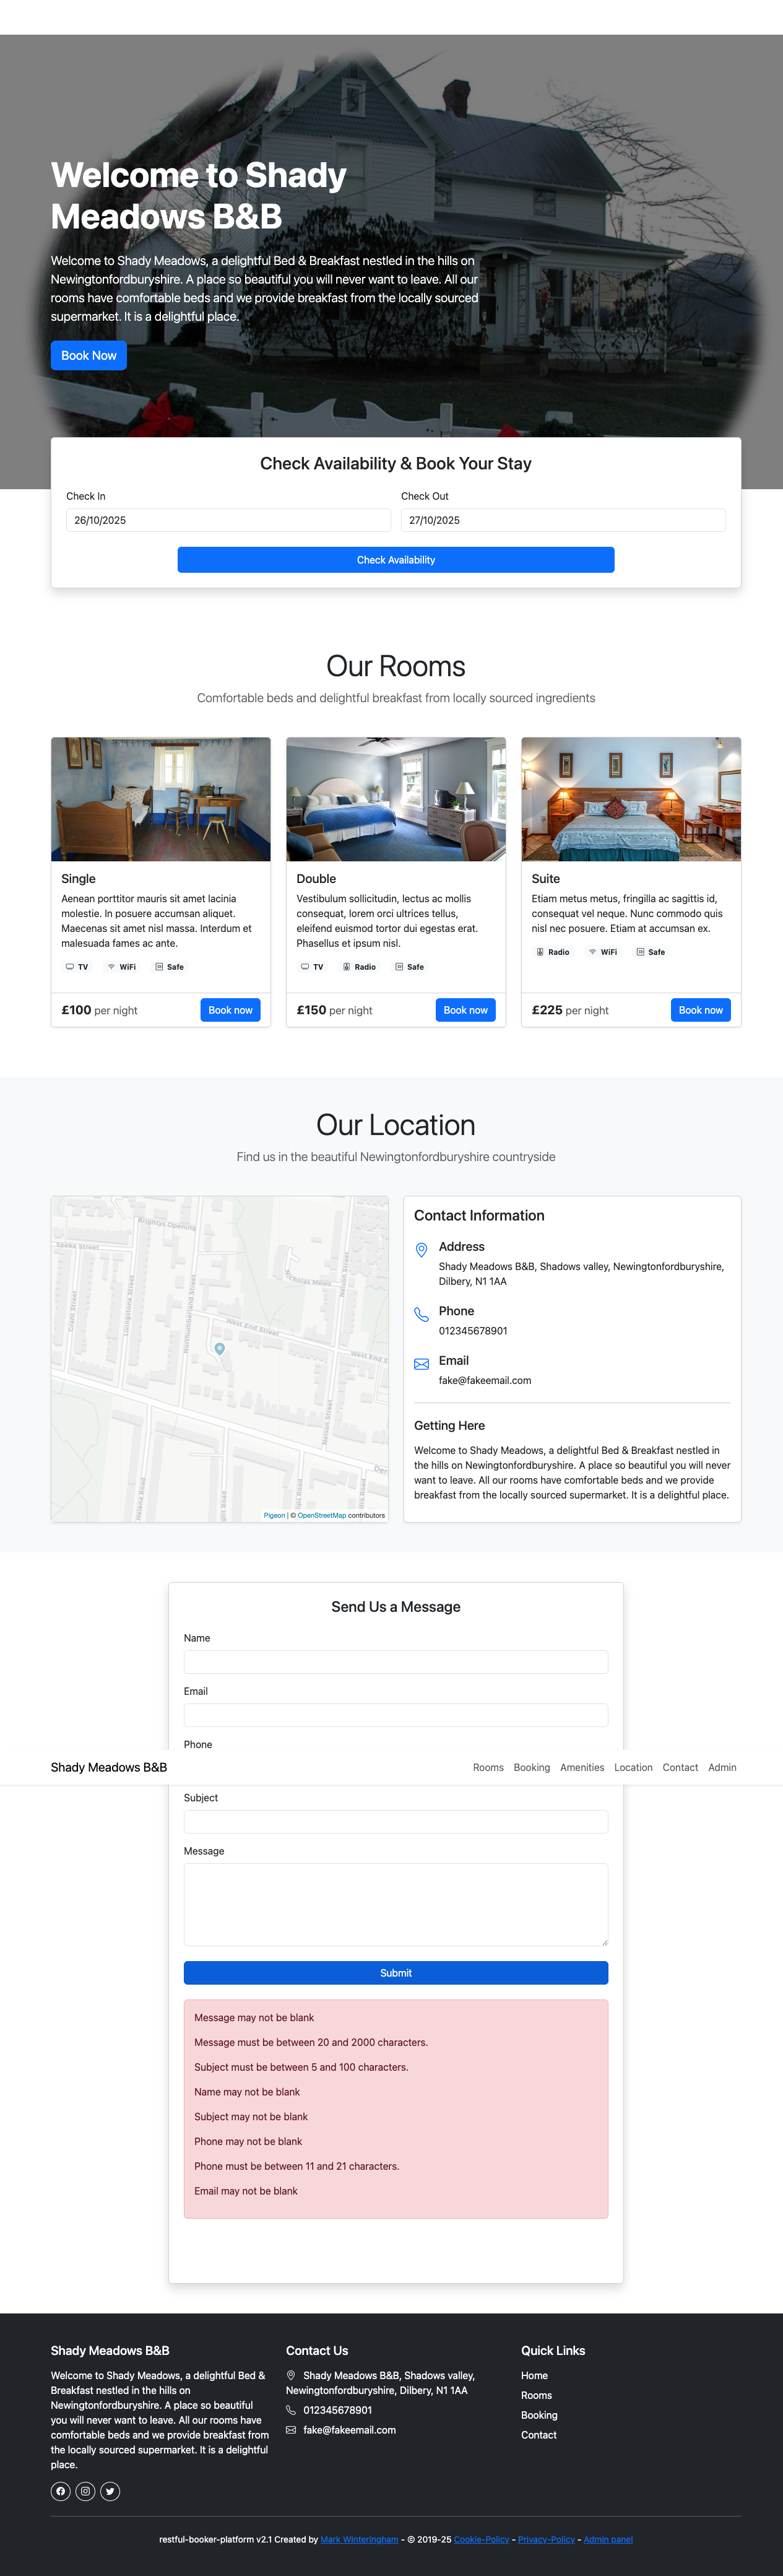 Welcome to Shady
Meadows B&B
Welcome to Shady Meadows, a delightful Bed & Breakfast nestled in the hills on
Newingtonfordburyshire. A place so beautiful you will never want to leave. All our
rooms have comfortable beds and we provide breakfast from the locally sourced
supermarket. It is a delightful place.
Book Now
Check Availability & Book Your Stay
Check In
Check Out
26/10/2025
27/10/2025
Check Availability
Our Rooms
Comfortable beds and delightful breakfast from locally sourced ingredients
Single
Aenean porttitor mauris sit amet lacinia
molestie. In posuere accumsan aliquet.
Maecenas sit amet nisl massa. Interdum et
malesuada fames ac ante.
TV WiFi Safe
£100 per night
Book now
Double
Vestibulum sollicitudin, lectus ac mollis
consequat, lorem orci ultrices tellus,
eleifend euismod tortor dui egestas erat.
Phasellus et ipsum nisl.
TV Radio Safe
£150 per night
Book now
Suite
Etiam metus metus, fringilla ac sagittis id,
consequat vel neque. Nunc commodo quis
nisl nec posuere. Etiam at accumsan ex.
Radio WiFi Safe
£225 per night
Book now
Our Location
Find us in the beautiful Newingtonfordburyshire countryside
Brightys Opening
Speke Street
Nicholas Mews
Nelson Street
Grant Street
Livingstone Street
Northumberland Street
West End Street
West End S
Nelson Street
Der
Pigeon | © OpenStreetMap contributors
Contact Information
Address
Shady Meadows B&B, Shadows valley, Newingtonfordburyshire,
Dilbery, N1 1AA
Phone
012345678901
Email
fake@fakeemail.com
Getting Here
Welcome to Shady Meadows, a delightful Bed & Breakfast nestled in
the hills on Newingtonfordburyshire. A place so beautiful you will never
want to leave. All our rooms have comfortable beds and we provide
breakfast from the locally sourced supermarket. It is a delightful place.
Send Us a Message
Name
Email
Phone
Shady Meadows B&B
Rooms Booking Amenities Location Contact Admin
Subject
Message
Submit
Message may not be blank
Message must be between 20 and 2000 characters.
Subject must be between 5 and 100 characters.
Name may not be blank
Subject may not be blank
Phone may not be blank
Phone must be between 11 and 21 characters.
Email may not be blank
Shady Meadows B&B
Welcome to Shady Meadows, a delightful Bed &
Breakfast nestled in the hills on
Newingtonfordburyshire. A place so beautiful
you will never want to leave. All our rooms have
comfortable beds and we provide breakfast from
the locally sourced supermarket. It is a delightful
place.
Contact Us
Shady Meadows B&B, Shadows valley,
Newingtonfordburyshire, Dilbery, N1 1AA
012345678901
fake@fakeemail.com
Quick Links
Home
Rooms
Booking
Contact
restful-booker-platform v2.1 Created by Mark Winteringham - © 2019-25 Cookie-Policy - Privacy-Policy - Admin panel